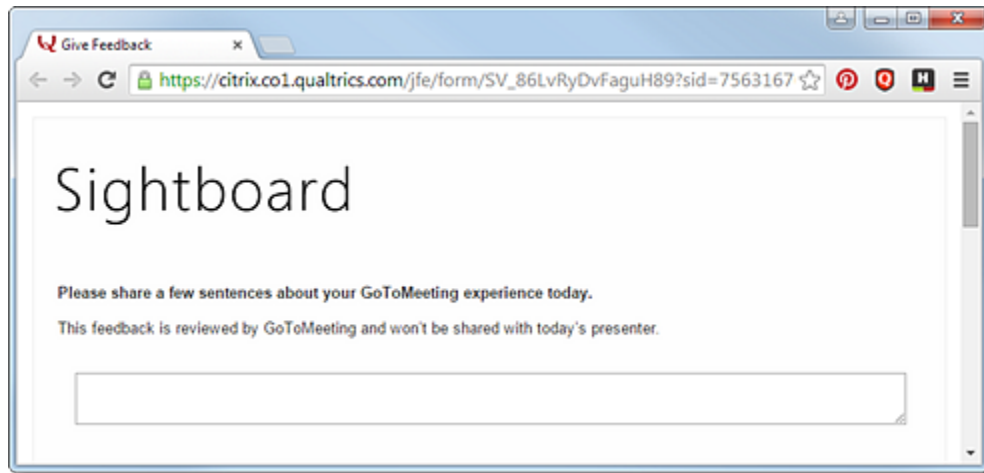 Give Feedback
https://citrix.co1.qualtrics.com/jfe/form/SV_86LvRyDvFaguH89?sid=7563167
Sightboard
Please share a few sentences about your GoToMeeting experience today.
This feedback is reviewed by GoToMeeting and won't be shared with today's presenter.